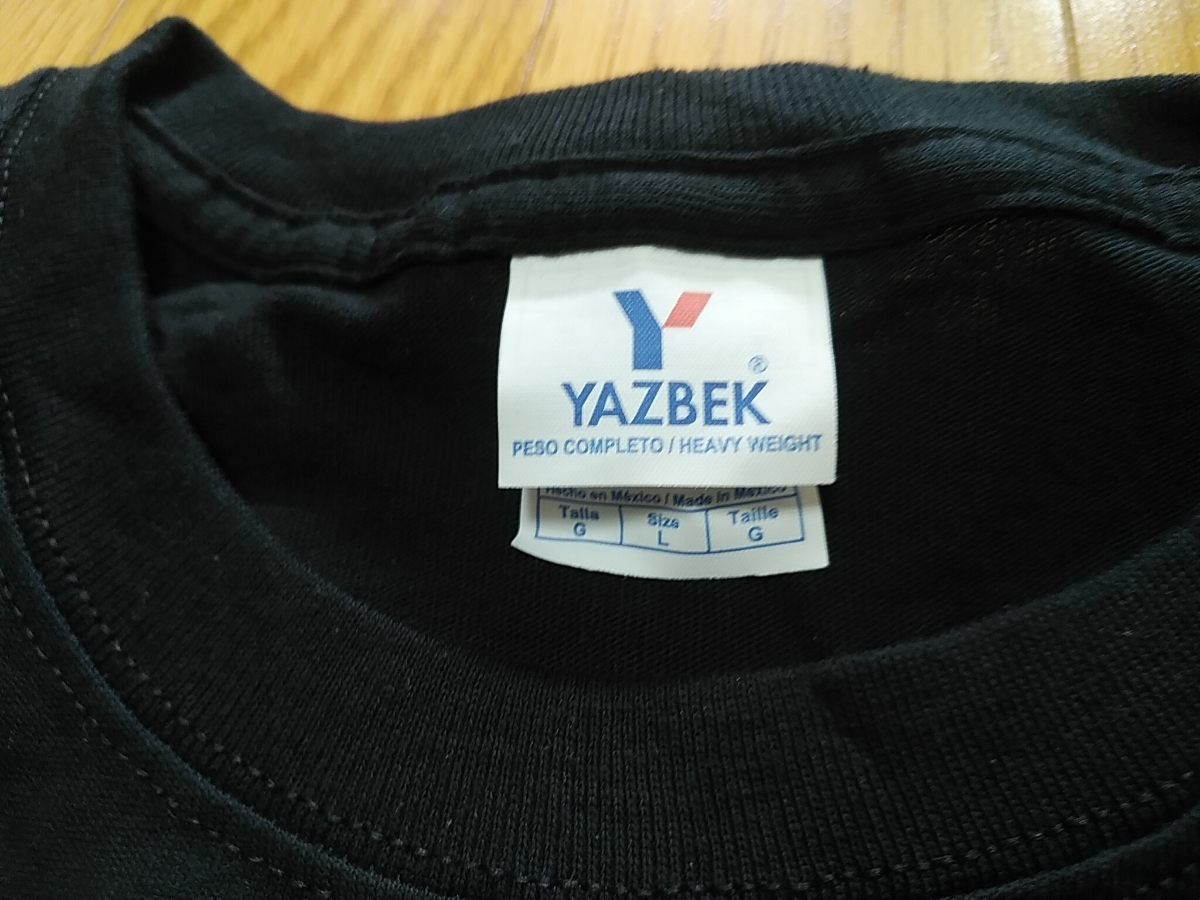 Y
®
YAZBEK
PESO COMPLETO / HEAVY WEIGHT
Hecho en México / Made in Mexico
Talla Size Taille
G L G